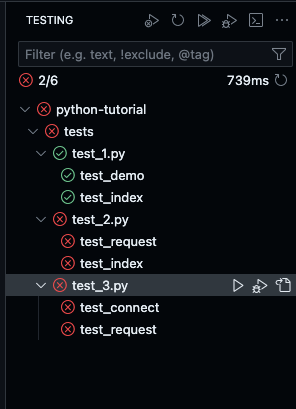 TESTING
Filter (e.g. text, !exclude, @tag)
2/6 739ms
python-tutorial
tests
test_1.py
test_demo
test_index
test_2.py
test_request
test_index
test_3.py
test_connect
test_request